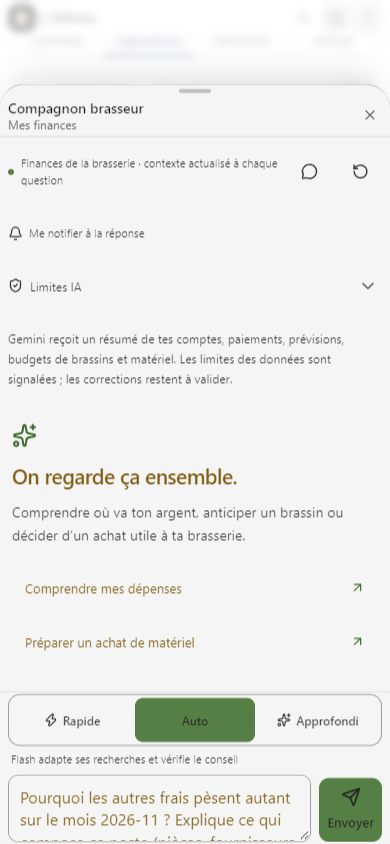 Compagnon brasseur
Mes finances
Finances de la brasserie · contexte actualisé à chaque
question
Me notifier à la réponse
Limites IA
Gemini reçoit un résumé de tes comptes, paiements, prévisions,
budgets de brassins et matériel. Les limites des données sont
signalées ; les corrections restent à valider.
On regarde ça ensemble.
Comprendre où va ton argent, anticiper un brassin ou
décider d'un achat utile à ta brasserie.
Comprendre mes dépenses
Préparer un achat de matériel
Rapide
Auto
Approfondi
Flash adapte ses recherches et vérifie le conseil
Pourquoi les autres frais pèsent autant
sur le mois 2026-11 ? Explique ce qui
Envoyer